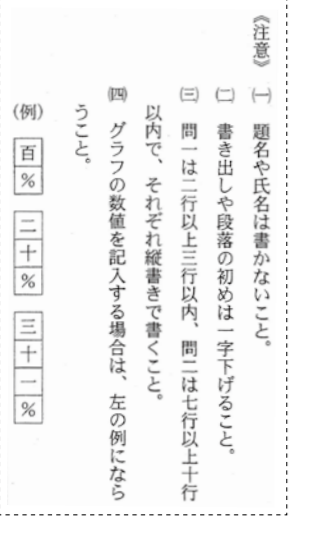 《注意》 ㈠ 題名や氏名は書かないこと。
㈡ 書き出しや段落の初めは一字下げること。
㈢ 問一は二行以上三行以内、問二は七行以上十行
以内で、それぞれ縦書きで書くこと。
㈣ グラフの数値を記入する場合は、左の例になら
うこと。
(例) 百% 二十% 三十一%